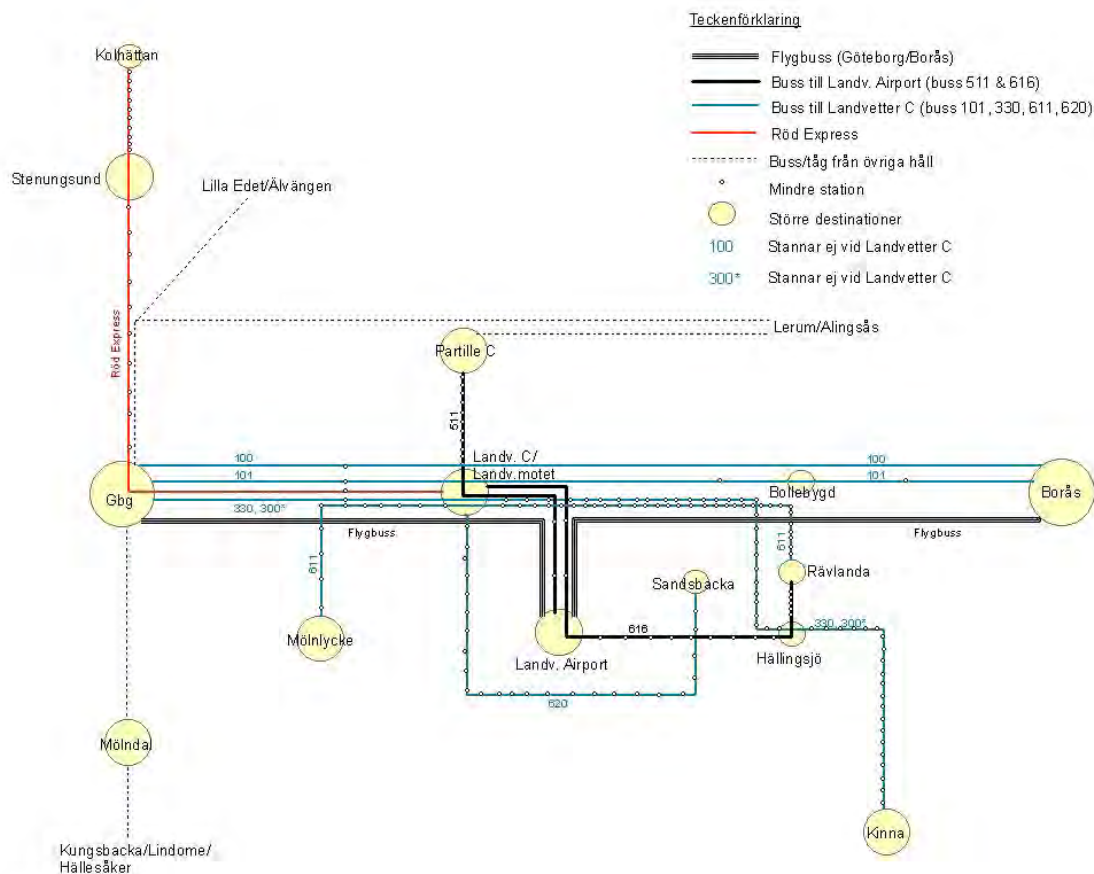 Teckenförklaring
Flygbuss (Göteborg/Borås)
Buss till Landv. Airport (buss 511 & 616)
Buss till Landvetter C (buss 101, 330, 611, 620)
Röd Express
Buss/tåg från övriga håll
Mindre station
Större destinationer
100 Stannar ej vid Landvetter C
300* Stannar ej vid Landvetter C
Kolhättan
Stenungsund
Lilla Edet/Älvängen
Röd Express
Lerum/Alingsås
Partille C
511
Landv. C/
Landv.motet
100
100
101
101
Gbg
Bollebygd
Borås
330, 300*
Flygbuss
Flygbuss
611
611
Rävlanda
Sandsbacka
Mölnlycke
Landv. Airport
616
330, 300*
Hällingsjö
620
Mölndal
Kinna
Kungsbacka/Lindome/
Hällesåker